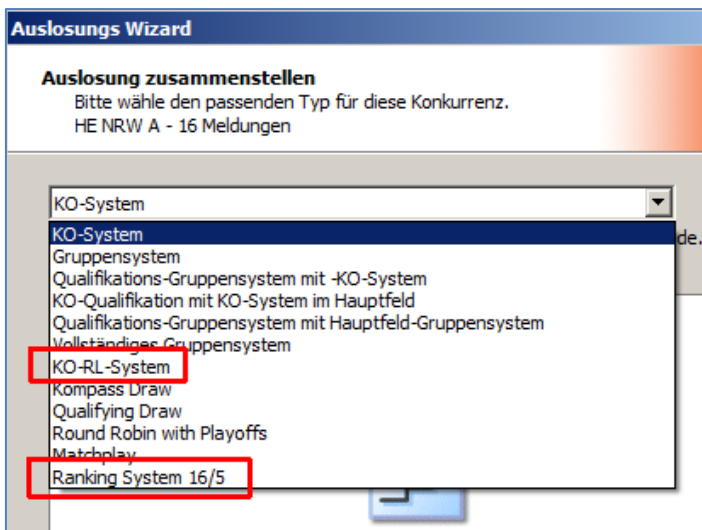 Auslosungs Wizard
Auslosung zusammenstellen
Bitte wähle den passenden Typ für diese Konkurrenz.
HE NRW A - 16 Meldungen
KO-System
KO-System
de.
Gruppensystem
Qualifikations-Gruppensystem mit -KO-System
KO-Qualifikation mit KO-System im Hauptfeld
Qualifikations-Gruppensystem mit Hauptfeld-Gruppensystem
Vollständiges Gruppensystem
KO-RL-System
Kompass Draw
Qualifying Draw
Round Robin with Playoffs
Matchplay
Ranking System 16/5